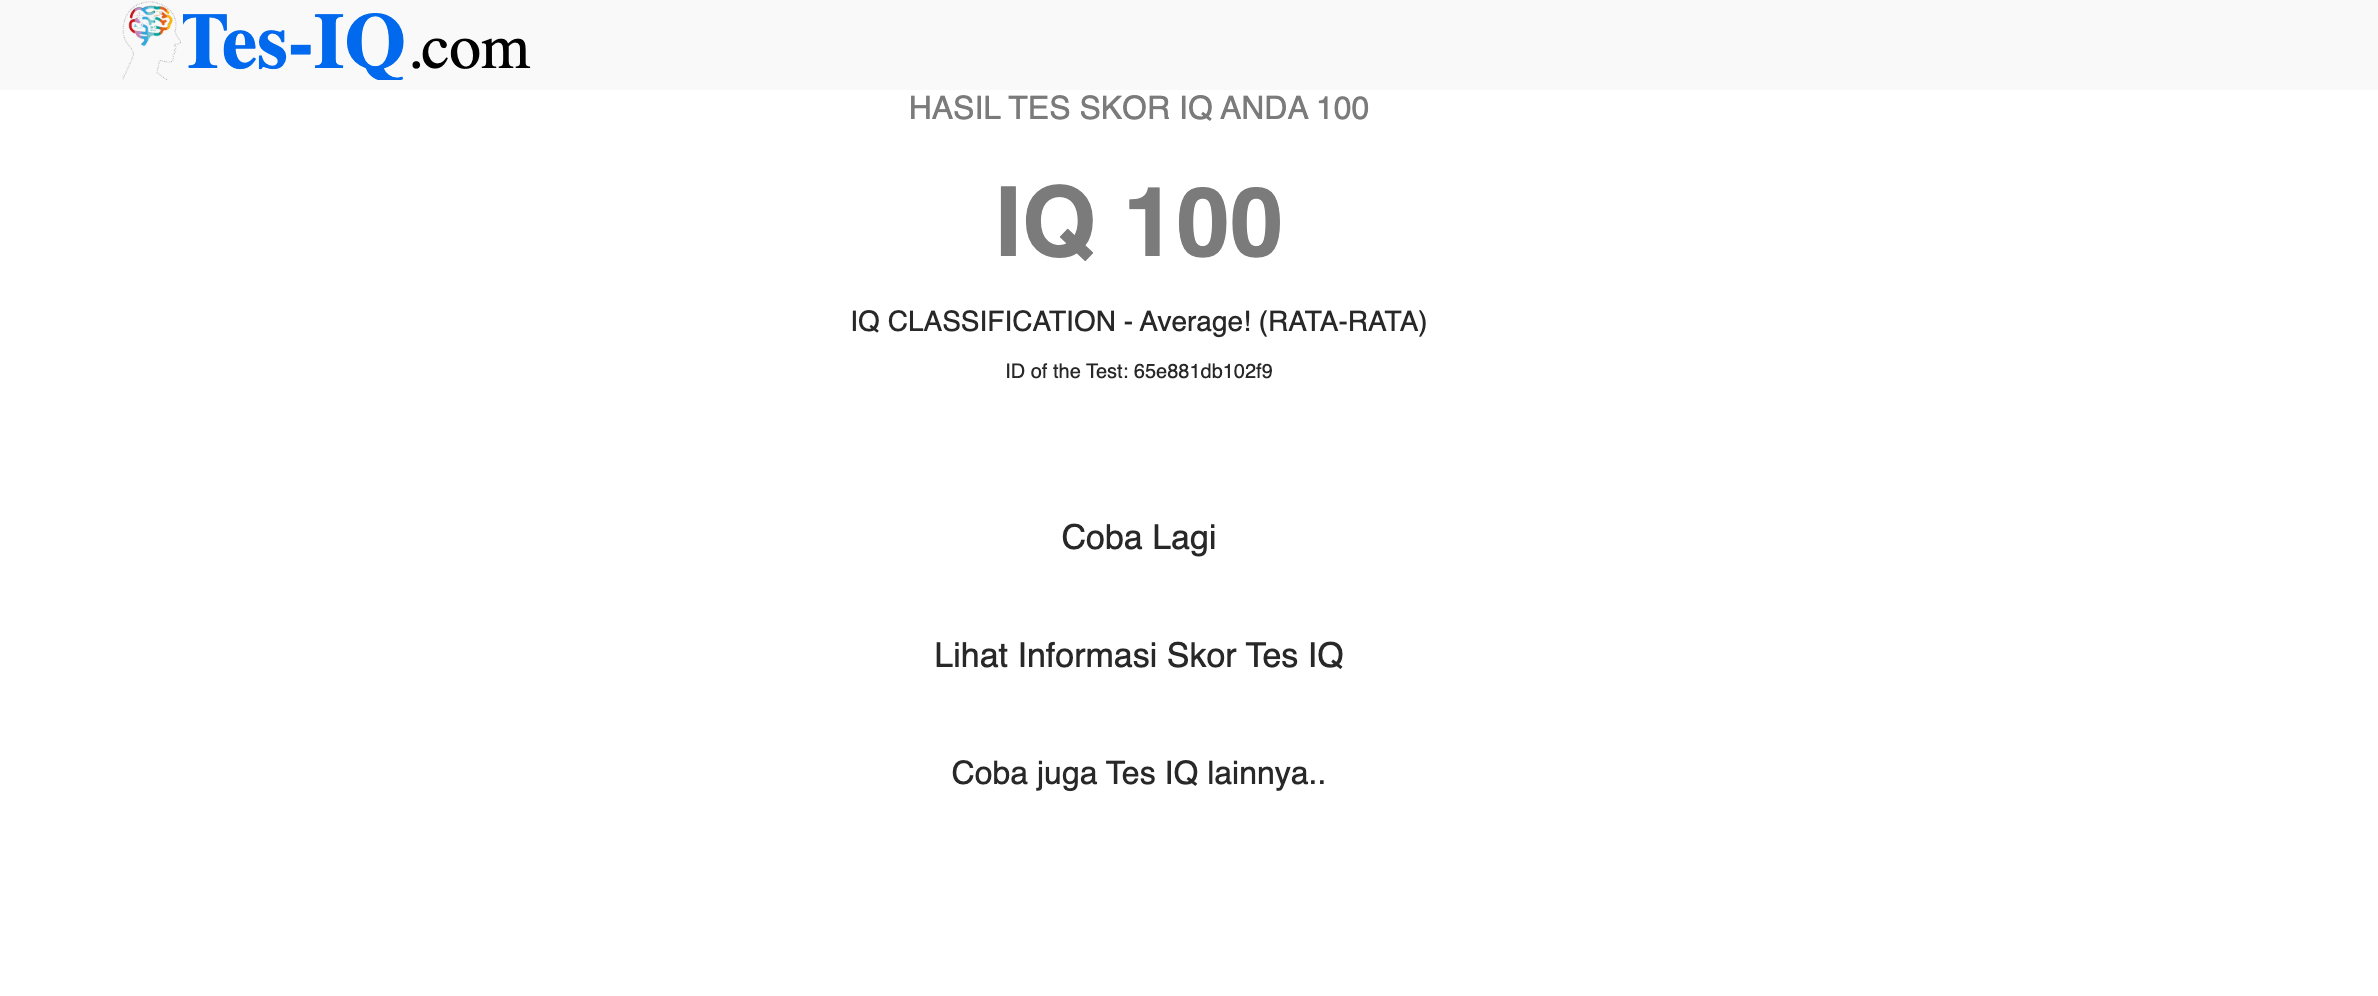 Tes-IQ.com
HASIL TES SKOR IQ ANDA 100
IQ 100
IQ CLASSIFICATION - Average! (RATA-RATA)
ID of the Test: 65e881db102f9
Coba Lagi
Lihat Informasi Skor Tes IQ
Coba juga Tes IQ lainnya..